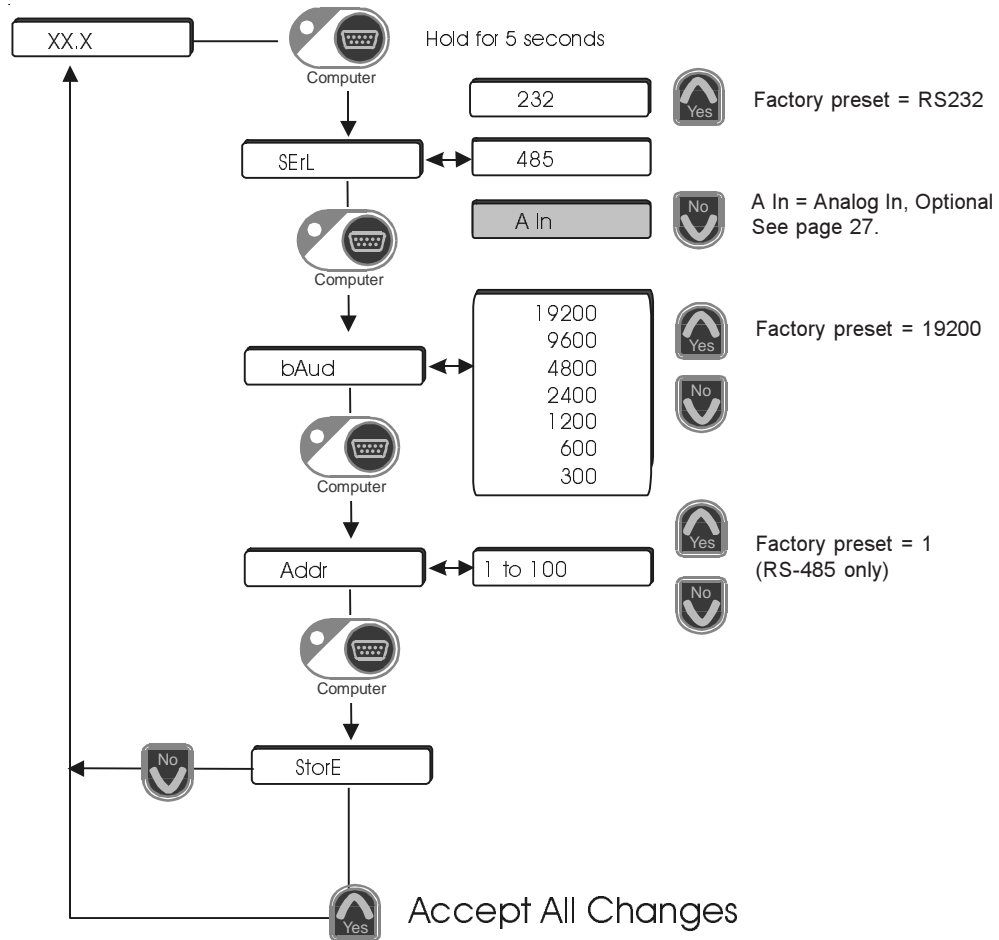 XX.X
Computer
Hold for 5 seconds
232
Yes
Factory preset = RS232
SErL
485
A In
No
A In = Analog In, Optional
See page 27.
Computer
bAud
19200
9600
4800
2400
1200
600
300
Yes
Factory preset = 19200
No
Computer
Addr
1 to 100
Yes
Factory preset = 1
(RS-485 only)
No
Computer
No
StorE
Yes
Accept All Changes